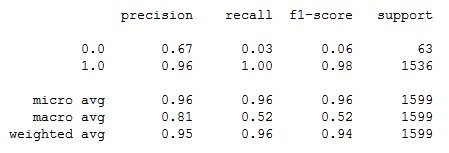 precision recall f1-score support
0.0 0.67 0.03 0.06 63
1.0 0.96 1.00 0.98 1536
micro avg 0.96 0.96 0.96 1599
macro avg 0.81 0.52 0.52 1599
weighted avg 0.95 0.96 0.94 1599